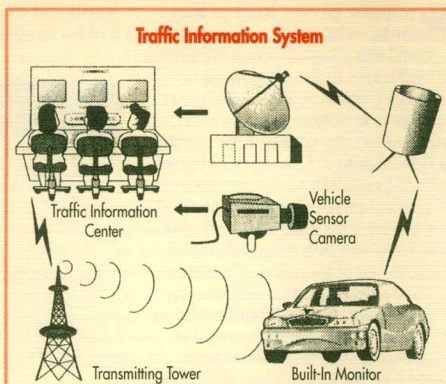 Traffic Information System
Traffic Information
Center
Vehicle
Sensor
Camera
Transmitting Tower
Built-In Monitor